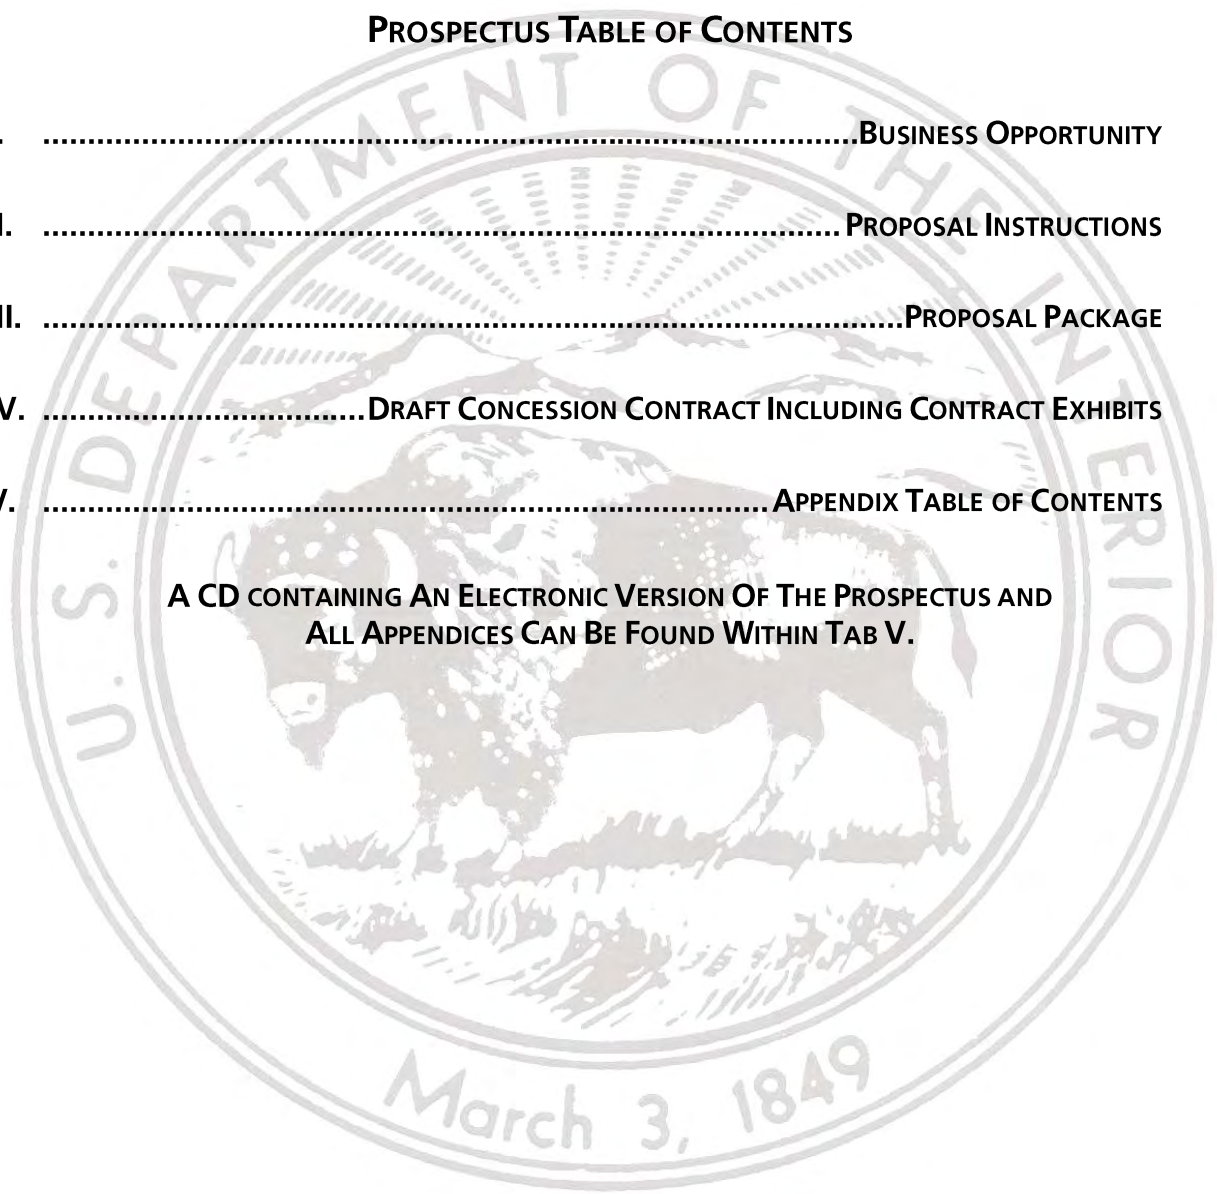 PROSPECTUS TABLE OF CONTENTS
. ........................................................................................... BUSINESS OPPORTUNITY
I. ......................................................................................... PROPOSAL INSTRUCTIONS
II. ................................................................................................ PROPOSAL PACKAGE
V. .................................... DRAFT CONCESSION CONTRACT INCLUDING CONTRACT EXHIBITS
V. ................................................................................. APPENDIX TABLE OF CONTENTS
A CD CONTAINING AN ELECTRONIC VERSION OF THE PROSPECTUS AND
ALL APPENDICES CAN BE FOUND WITHIN TAB V.
U.S. DEPARTMENT OF THE INTERIOR
March 3, 1849